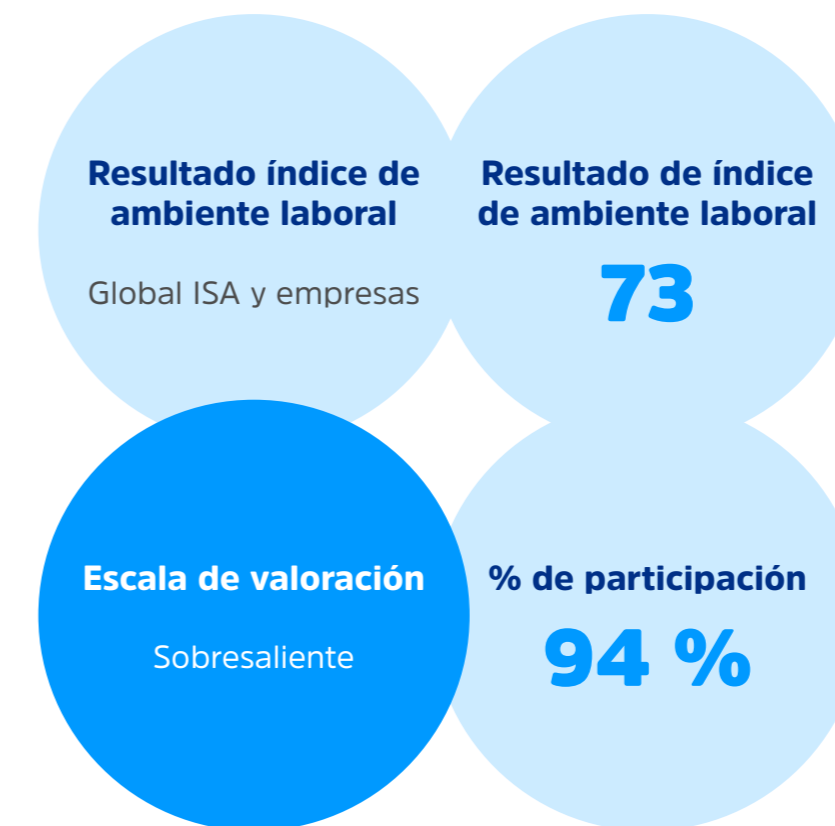 Resultado índice de
ambiente laboral
Global ISA y empresas
Resultado de índice
de ambiente laboral
73
Escala de valoración
Sobresaliente
% de participación
94 %